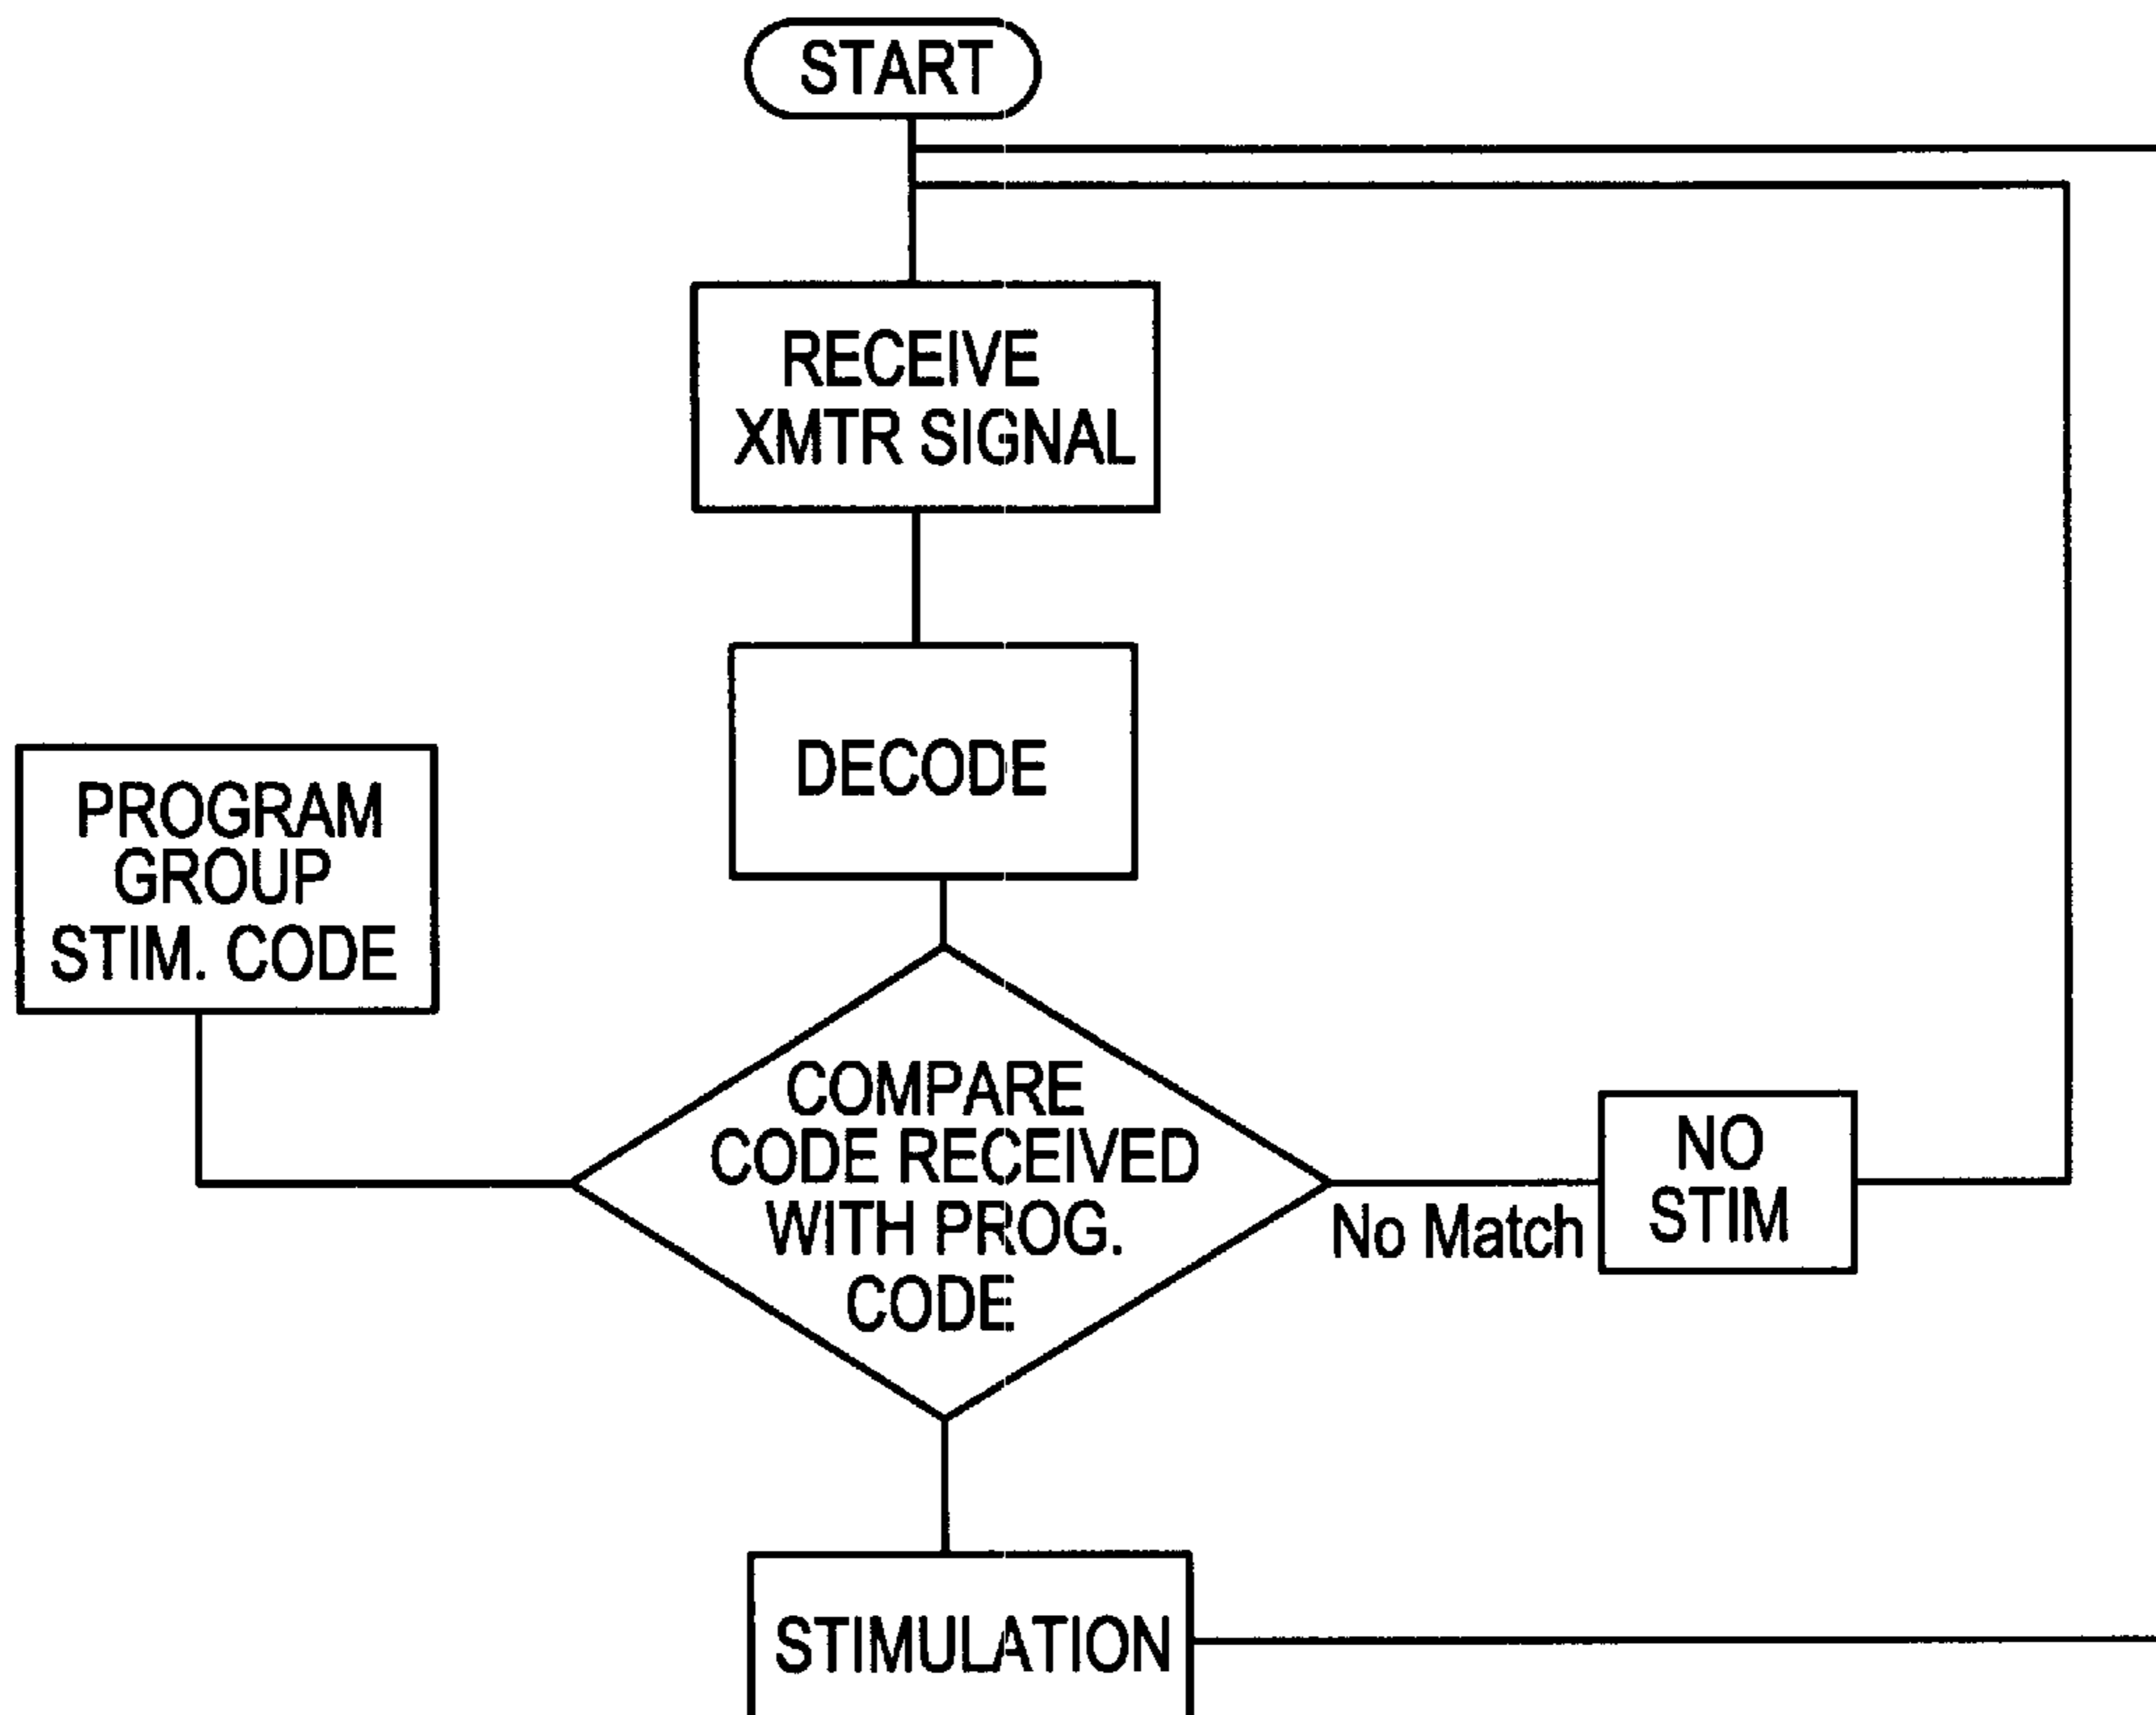 START
RECEIVE
XMTR SIGNAL
DECODE
PROGRAM
GROUP
STIM. CODE
COMPARE
CODE RECEIVED
WITH PROG.
CODE
No Match
NO
STIM
STIMULATION